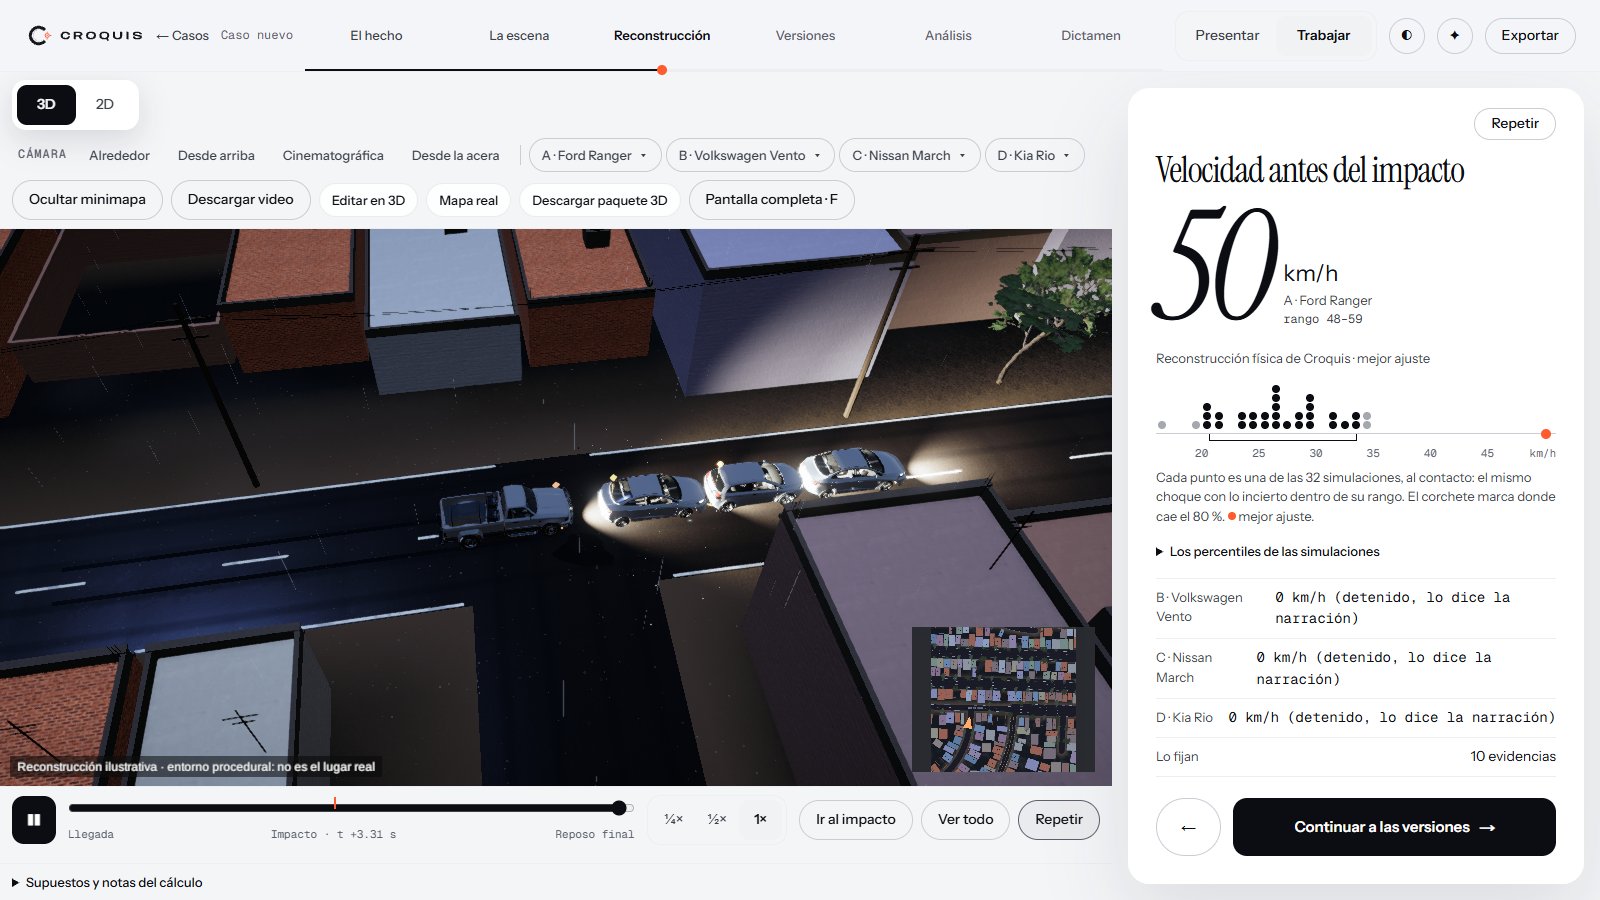 CROQUIS
← Casos
Caso nuevo
El hecho
La escena
Reconstrucción
Versiones
Análisis
Dictamen
Presentar
Trabajar
Exportar
3D
2D
CÁMARA
Alrededor
Desde arriba
Cinematográfica
Desde la acera
A · Ford Ranger
B · Volkswagen Vento
C · Nissan March
D · Kia Rio
Ocultar minimapa
Descargar video
Editar en 3D
Mapa real
Descargar paquete 3D
Pantalla completa · F
Reconstrucción ilustrativa · entorno procedural: no es el lugar real
Llegada
Impacto · t +3.31 s
Reposo final
¼×
½×
1×
Ir al impacto
Ver todo
Repetir
Supuestos y notas del cálculo
Repetir
Velocidad antes del impacto
50 km/h
A · Ford Ranger
rango 48–59
Reconstrucción física de Croquis · mejor ajuste
20 25 30 35 40 45 km/h
Cada punto es una de las 32 simulaciones, al contacto: el mismo
choque con lo incierto dentro de su rango. El corchete marca donde
cae el 80 %. mejor ajuste.
Los percentiles de las simulaciones
B · Volkswagen Vento
0 km/h (detenido, lo dice la narración)
C · Nissan March
0 km/h (detenido, lo dice la narración)
D · Kia Rio
0 km/h (detenido, lo dice la narración)
Lo fijan
10 evidencias
←
Continuar a las versiones →